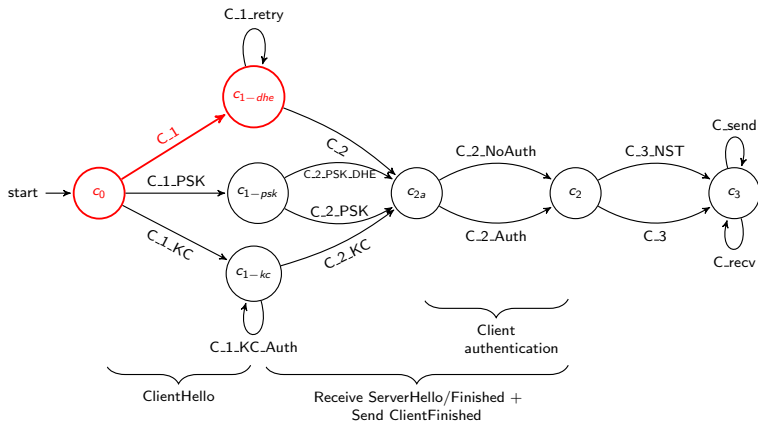 C_1_retry
c1−dhe
C_1
C_2
C_send
start
c0
C_1_PSK
c1−psk
C_2_PSK_DHE
C_2_PSK
c2a
C_2_NoAuth
C_2_Auth
c2
C_3_NST
C_3
c3
C_1_KC
c1−kc
C_2_KC
C_recv
C_1_KC_Auth
Client
authentication
ClientHello
Receive ServerHello/Finished +
Send ClientFinished